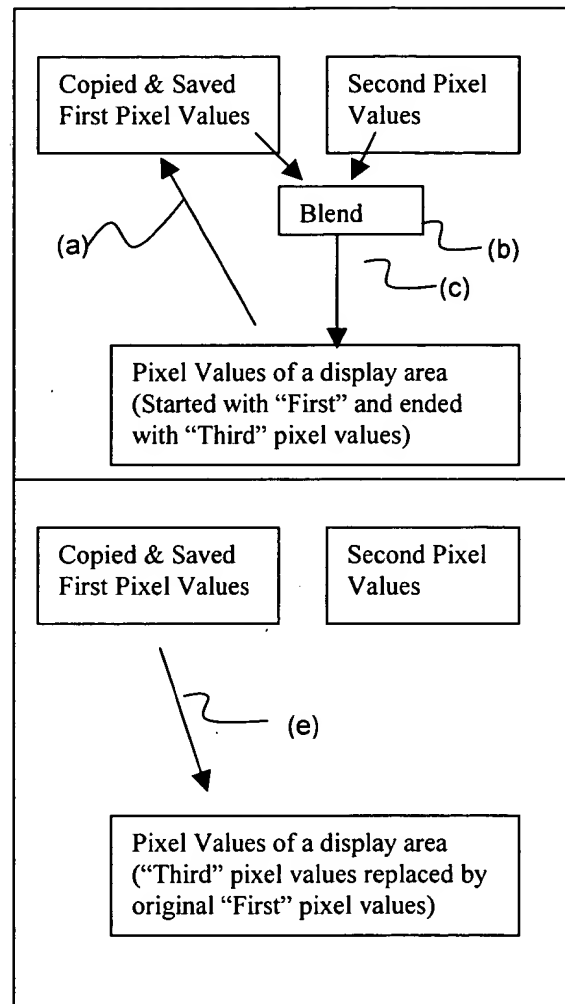 Copied & Saved
First Pixel Values
Second Pixel
Values
Blend
(a)
(b)
(c)
Pixel Values of a display area
(Started with “First” and ended
with “Third” pixel values)
Copied & Saved
First Pixel Values
Second Pixel
Values
(e)
Pixel Values of a display area
(“Third” pixel values replaced by
original “First” pixel values)